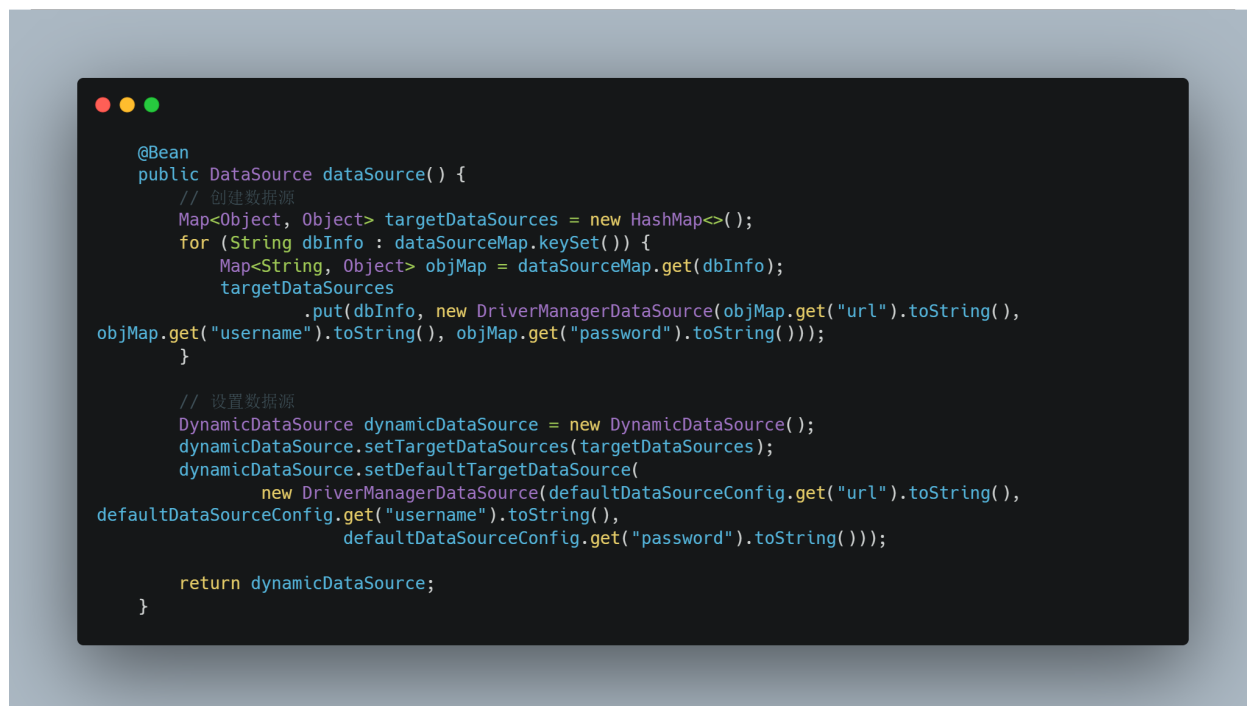 @Bean
public DataSource dataSource() {
// 创建数据源
Map<Object, Object> targetDataSources = new HashMap<>();
for (String dbInfo : dataSourceMap.keySet()) {
Map<String, Object> objMap = dataSourceMap.get(dbInfo);
targetDataSources
.put(dbInfo, new DriverManagerDataSource(objMap.get("url").toString(),
objMap.get("username").toString(), objMap.get("password").toString()));
}
// 设置数据源
DynamicDataSource dynamicDataSource = new DynamicDataSource();
dynamicDataSource.setTargetDataSources(targetDataSources);
dynamicDataSource.setDefaultTargetDataSource(
new DriverManagerDataSource(defaultDataSourceConfig.get("url").toString(),
defaultDataSourceConfig.get("username").toString(),
defaultDataSourceConfig.get("password").toString()));
return dynamicDataSource;
}